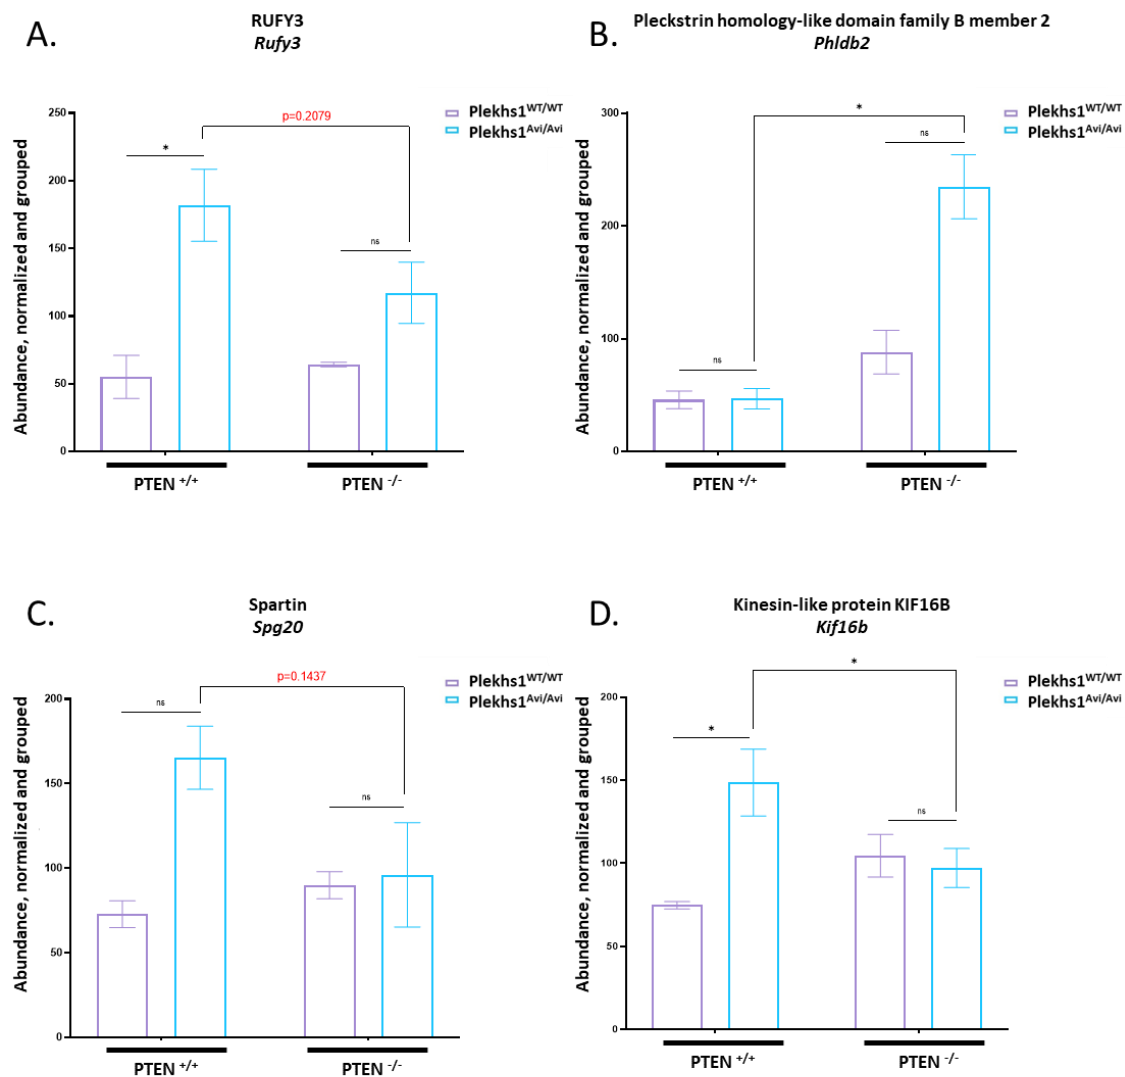 A.
RUFY3
Rufy3
Plekhs1WT/WT
Plekhs1Avi/Avi
p=0.2079
*
ns
Abundance, normalized and grouped
250
200
150
100
50
0
PTEN +/+
PTEN -/-
B.
Pleckstrin homology-like domain family B member 2
Phldb2
Plekhs1WT/WT
Plekhs1Avi/Avi
*
ns
ns
Abundance, normalized and grouped
300
200
100
0
PTEN +/+
PTEN -/-
C.
Spartin
Spg20
Plekhs1WT/WT
Plekhs1Avi/Avi
p=0.1437
ns
ns
Abundance, normalized and grouped
200
150
100
50
0
PTEN +/+
PTEN -/-
D.
Kinesin-like protein KIF16B
Kif16b
Plekhs1WT/WT
Plekhs1Avi/Avi
*
*
ns
Abundance, normalized and grouped
200
150
100
50
0
PTEN +/+
PTEN -/-